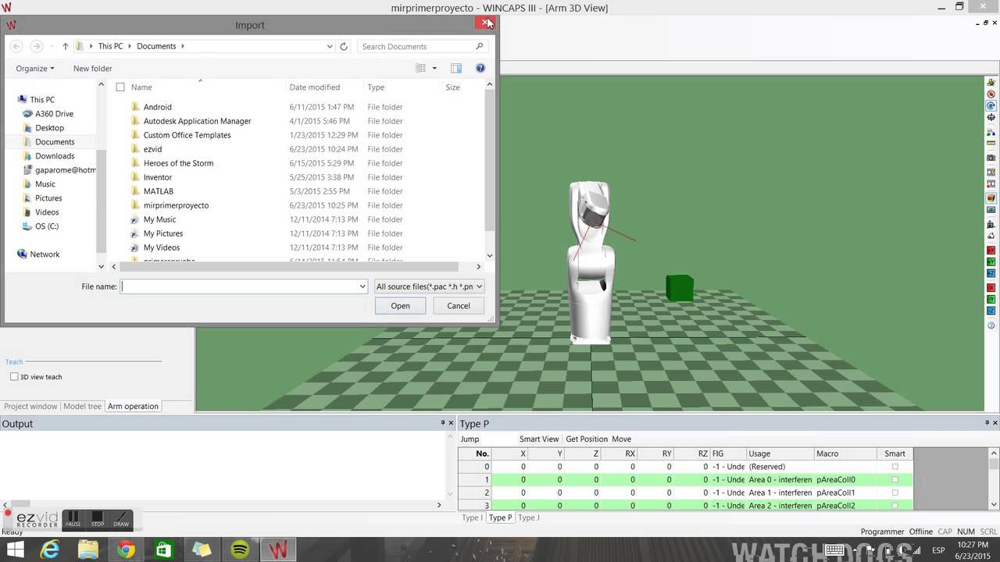 mirprimerproyecto - WINCAPS III - [Arm 3D View]
Import
This PC Documents
Search Documents
Organize New folder
Name Date modified Type Size
This PC
A360 Drive
Desktop
Documents
Downloads
gaparome@hotm
Music
Pictures
Videos
OS (C:)
Network
Android 6/11/2015 1:47 PM File folder
Autodesk Application Manager 4/1/2015 5:46 PM File folder
Custom Office Templates 1/23/2015 12:29 PM File folder
ezvid 6/23/2015 10:24 PM File folder
Heroes of the Storm 6/15/2015 5:29 PM File folder
Inventor 5/25/2015 3:38 PM File folder
MATLAB 5/3/2015 2:55 PM File folder
mirprimerproyecto 6/23/2015 10:25 PM File folder
My Music 12/11/2014 7:13 PM File folder
My Pictures 12/11/2014 7:13 PM File folder
My Videos 12/11/2014 7:13 PM File folder
File name: All source files(*.pac *.h *.pn
Open Cancel
Teach
3D view teach
Project window Model tree Arm operation
Output
Type P
Jump Smart View Get Position Move
No. X Y Z RX RY RZ FIG Usage Macro Smart
0 0 0 0 0 0 0 -1 - Unde (Reserved)
1 0 0 0 0 0 0 -1 - Unde Area 0 - interferen pAreaColl0
2 0 0 0 0 0 0 -1 - Unde Area 1 - interferen pAreaColl1
3 0 0 0 0 0 0 -1 - Unde Area 2 - interferen pAreaColl2
Type I Type P Type J
ezvid
RECORDER
PAUSE STOP DRAW
Ready
Programmer Offline CAP NUM SCRL
WATCH DOGS
ESP
10:27 PM
6/23/2015